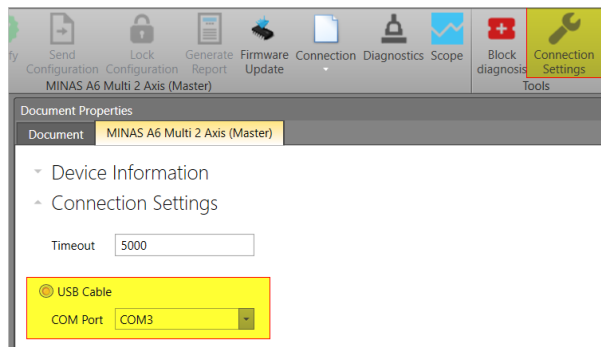 fy Send Configuration Lock Configuration Generate Report Firmware Update Connection Diagnostics Scope Block diagnosis Connection Settings
MINAS A6 Multi 2 Axis (Master) Tools
Document Properties
Document MINAS A6 Multi 2 Axis (Master)
Device Information
Connection Settings
Timeout 5000
USB Cable
COM Port COM3